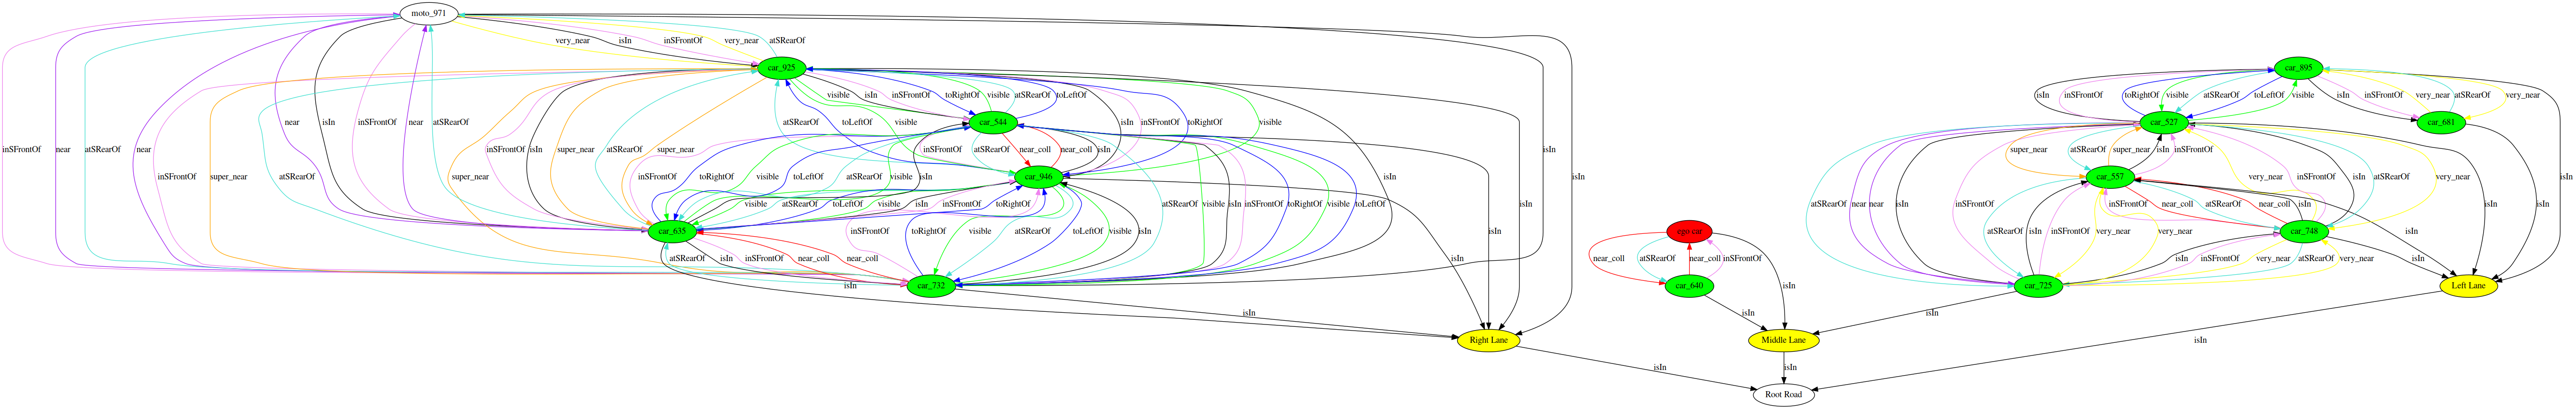 moto_971
very_near isIn inSFrontOf very_near atSRearOf
car_925 car_895
visible isIn inSFrontOf toRightOf visible atSRearOf toLeftOf
isIn inSFrontOf toRightOf visible atSRearOf toLeftOf isIn inSFrontOf very_near atSRearOf very_near
car_544 car_527 car_681
inSFrontOf near atSRearOf near isIn inSFrontOf near atSRearOf
atSRearOf toLeftOf visible isIn inSFrontOf toRightOf visible
inSFrontOf isIn super_near atSRearOf super_near
inSFrontOf atSRearOf near_coll near_coll isIn
super_near atSRearOf super_near isIn inSFrontOf
isIn isIn isIn
near inSFrontOf super_near atSRearOf
inSFrontOf toRightOf visible toLeftOf atSRearOf visible isIn
car_946 car_557
atSRearOf visible isIn inSFrontOf toRightOf visible toLeftOf
inSFrontOf isIn atSRearOf very_near
visible atSRearOf visible isIn toLeftOf
inSFrontOf toRightOf
atSRearOf near near inSFrontOf isIn
near_coll atSRearOf near_coll isIn
car_635 ego car car_748
inSFrontOf toRightOf visible atSRearOf toLeftOf visible isIn
isIn isIn
atSRearOf isIn inSFrontOf very_near very_near
atSRearOf isIn inSFrontOf near_coll near_coll
isIn
near_coll atSRearOf near_coll inSFrontOf
isIn inSFrontOf very_near atSRearOf very_near isIn
car_732 car_640 car_725 Left Lane
isIn isIn
isIn isIn isIn
Right Lane Middle Lane
isIn isIn isIn
Root Road